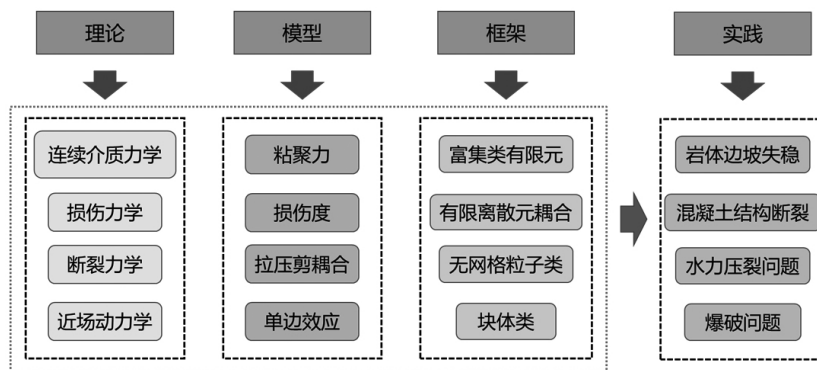 理论
模型
框架
实践
连续介质力学
损伤力学
断裂力学
近场动力学
粘聚力
损伤度
拉压剪耦合
单边效应
富集类有限元
有限离散元耦合
无网格粒子类
块体类
岩体边坡失稳
混凝土结构断裂
水力压裂问题
爆破问题